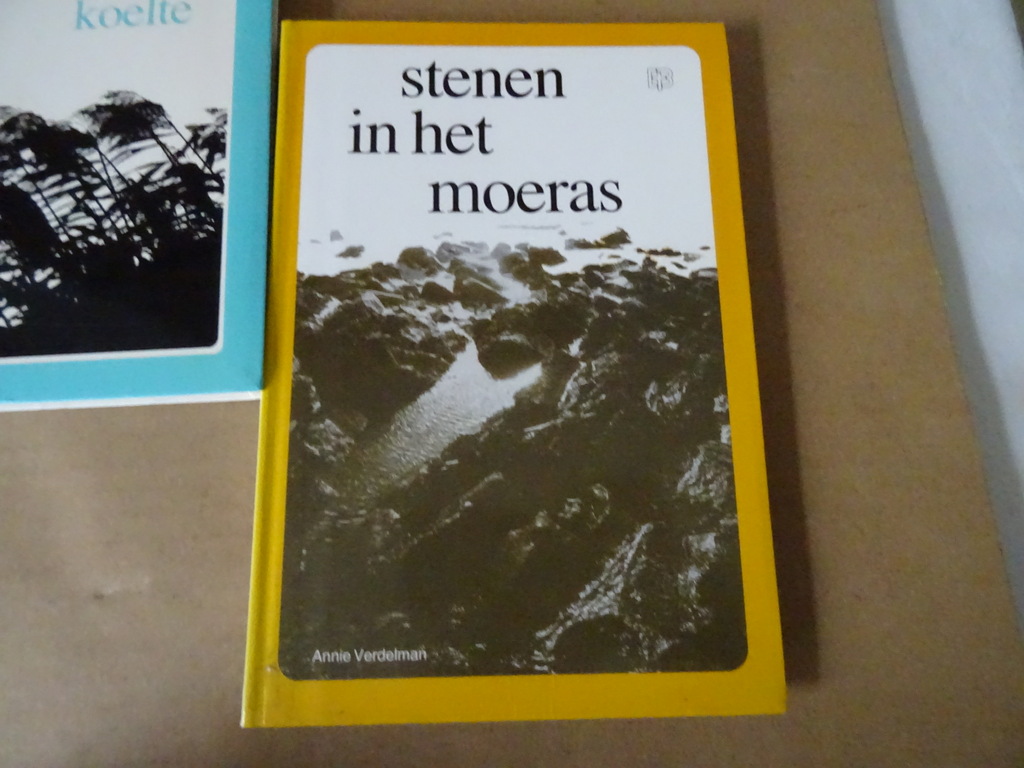 koelte
stenen
in het
moeras
Annie Verdelman